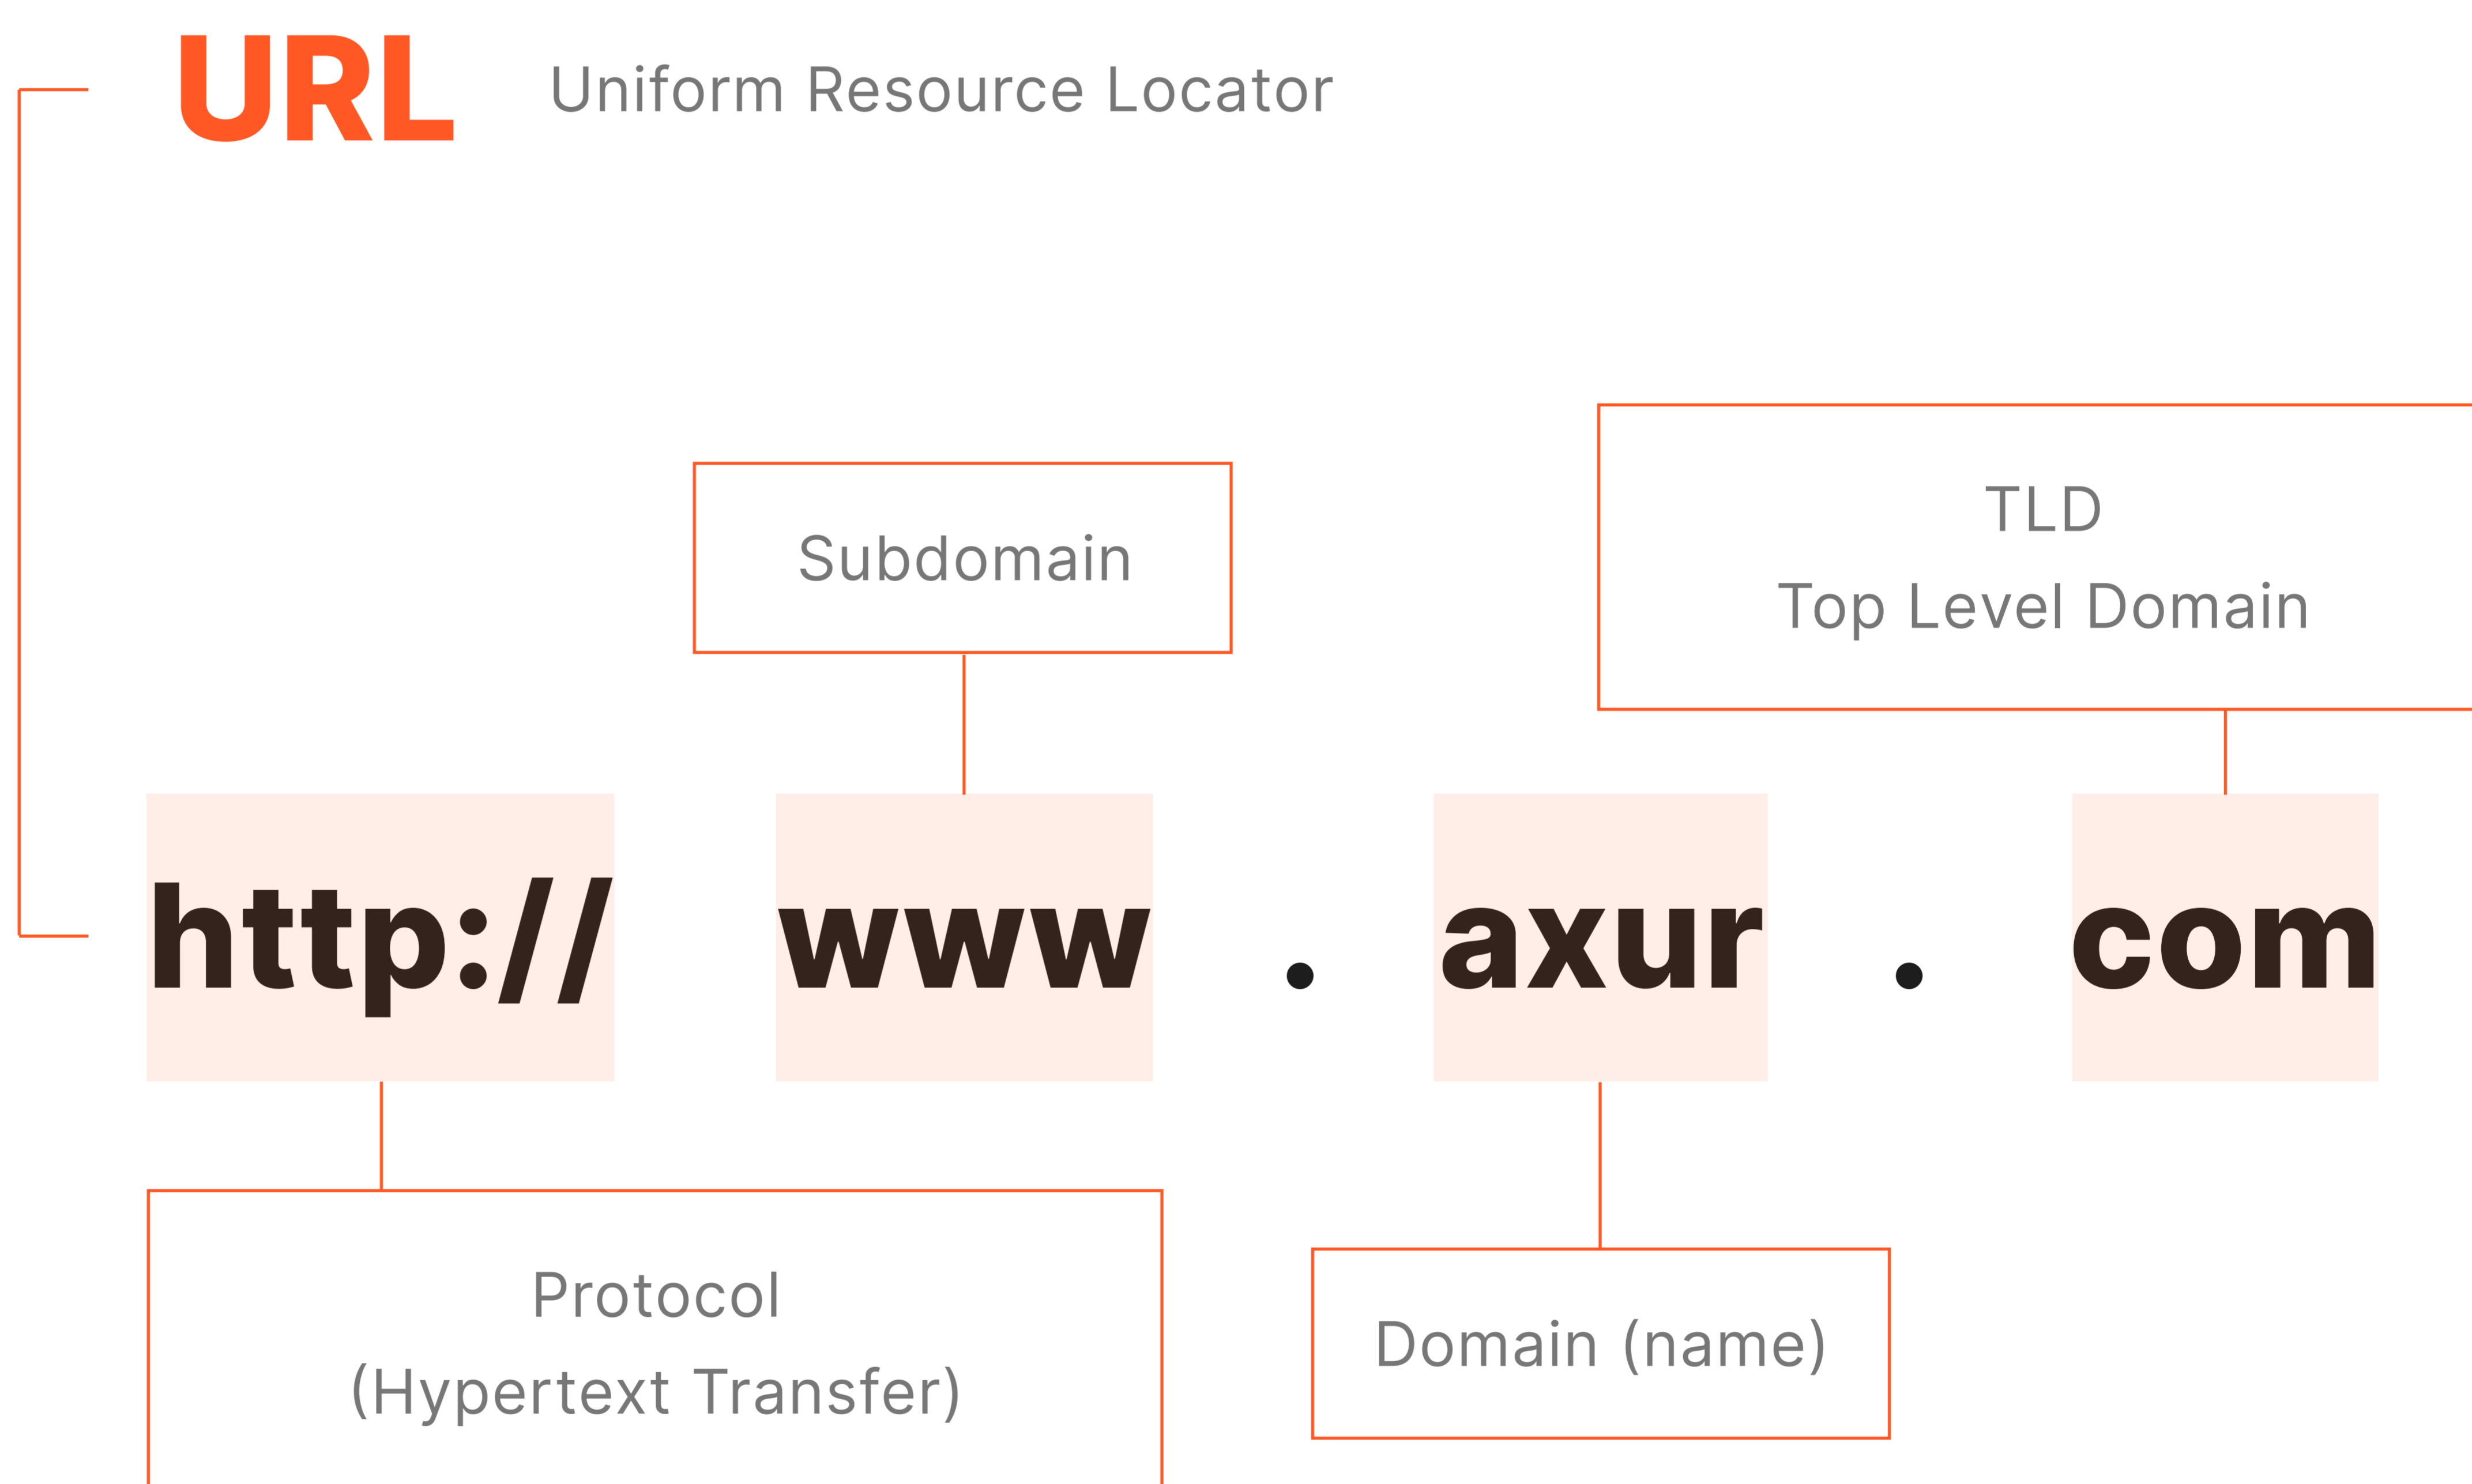 URL
Uniform Resource Locator
Subdomain
TLD
Top Level Domain
http:// www . axur . com
Protocol
(Hypertext Transfer)
Domain (name)